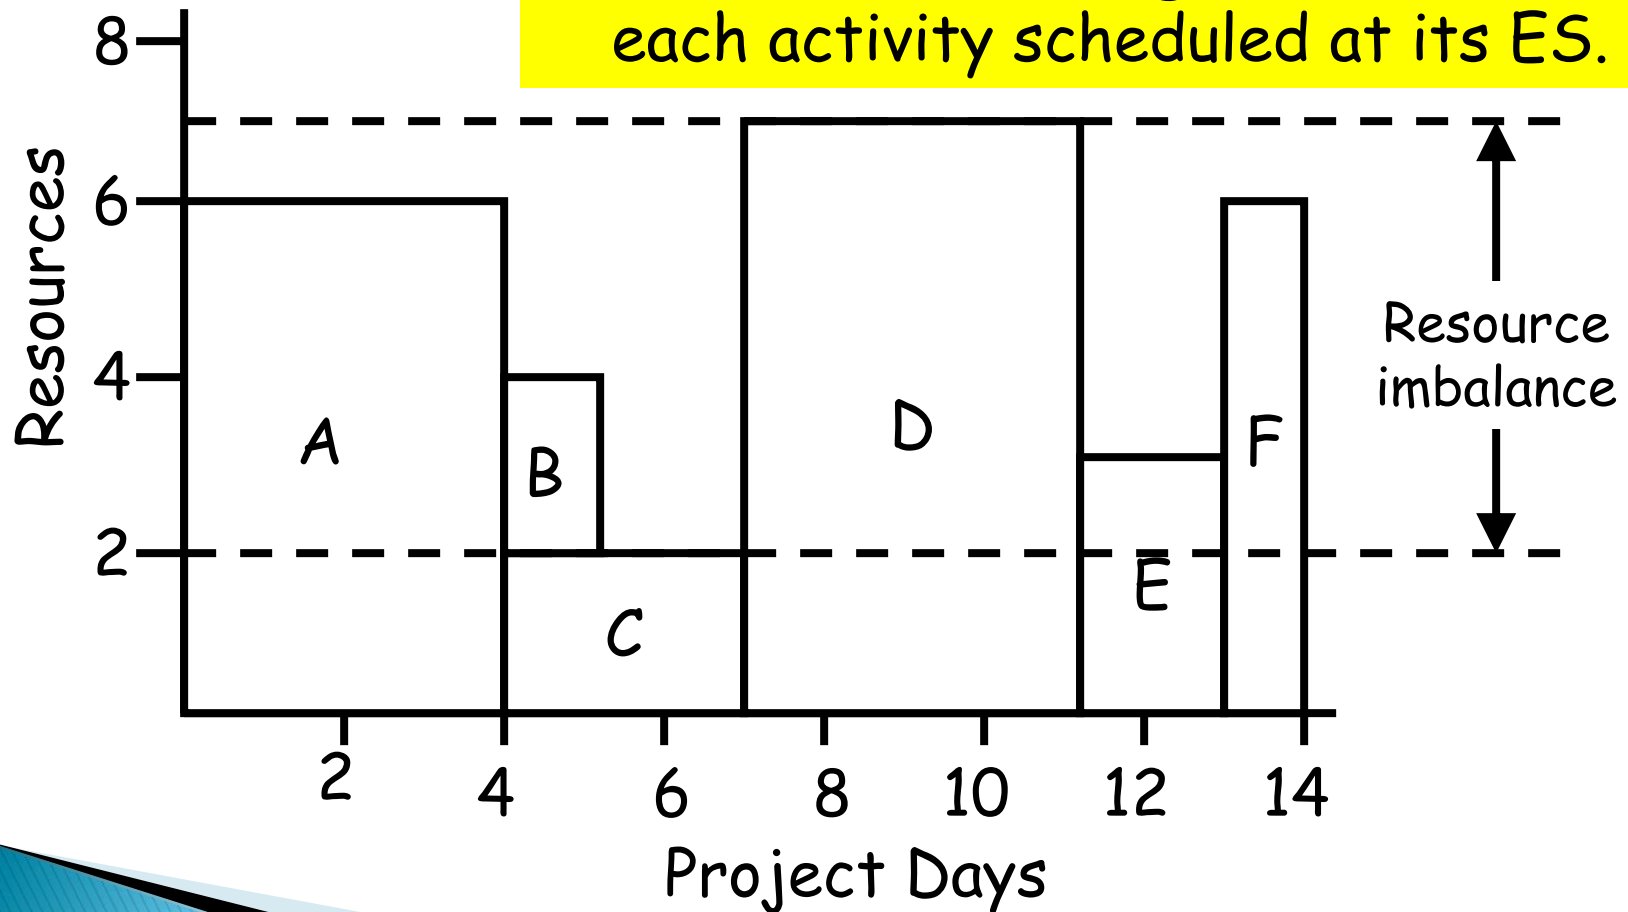 each activity scheduled at its ES.
8
6
4
2
Resources
A
B
C
D
E
F
Resource
imbalance
2 4 6 8 10 12 14
Project Days